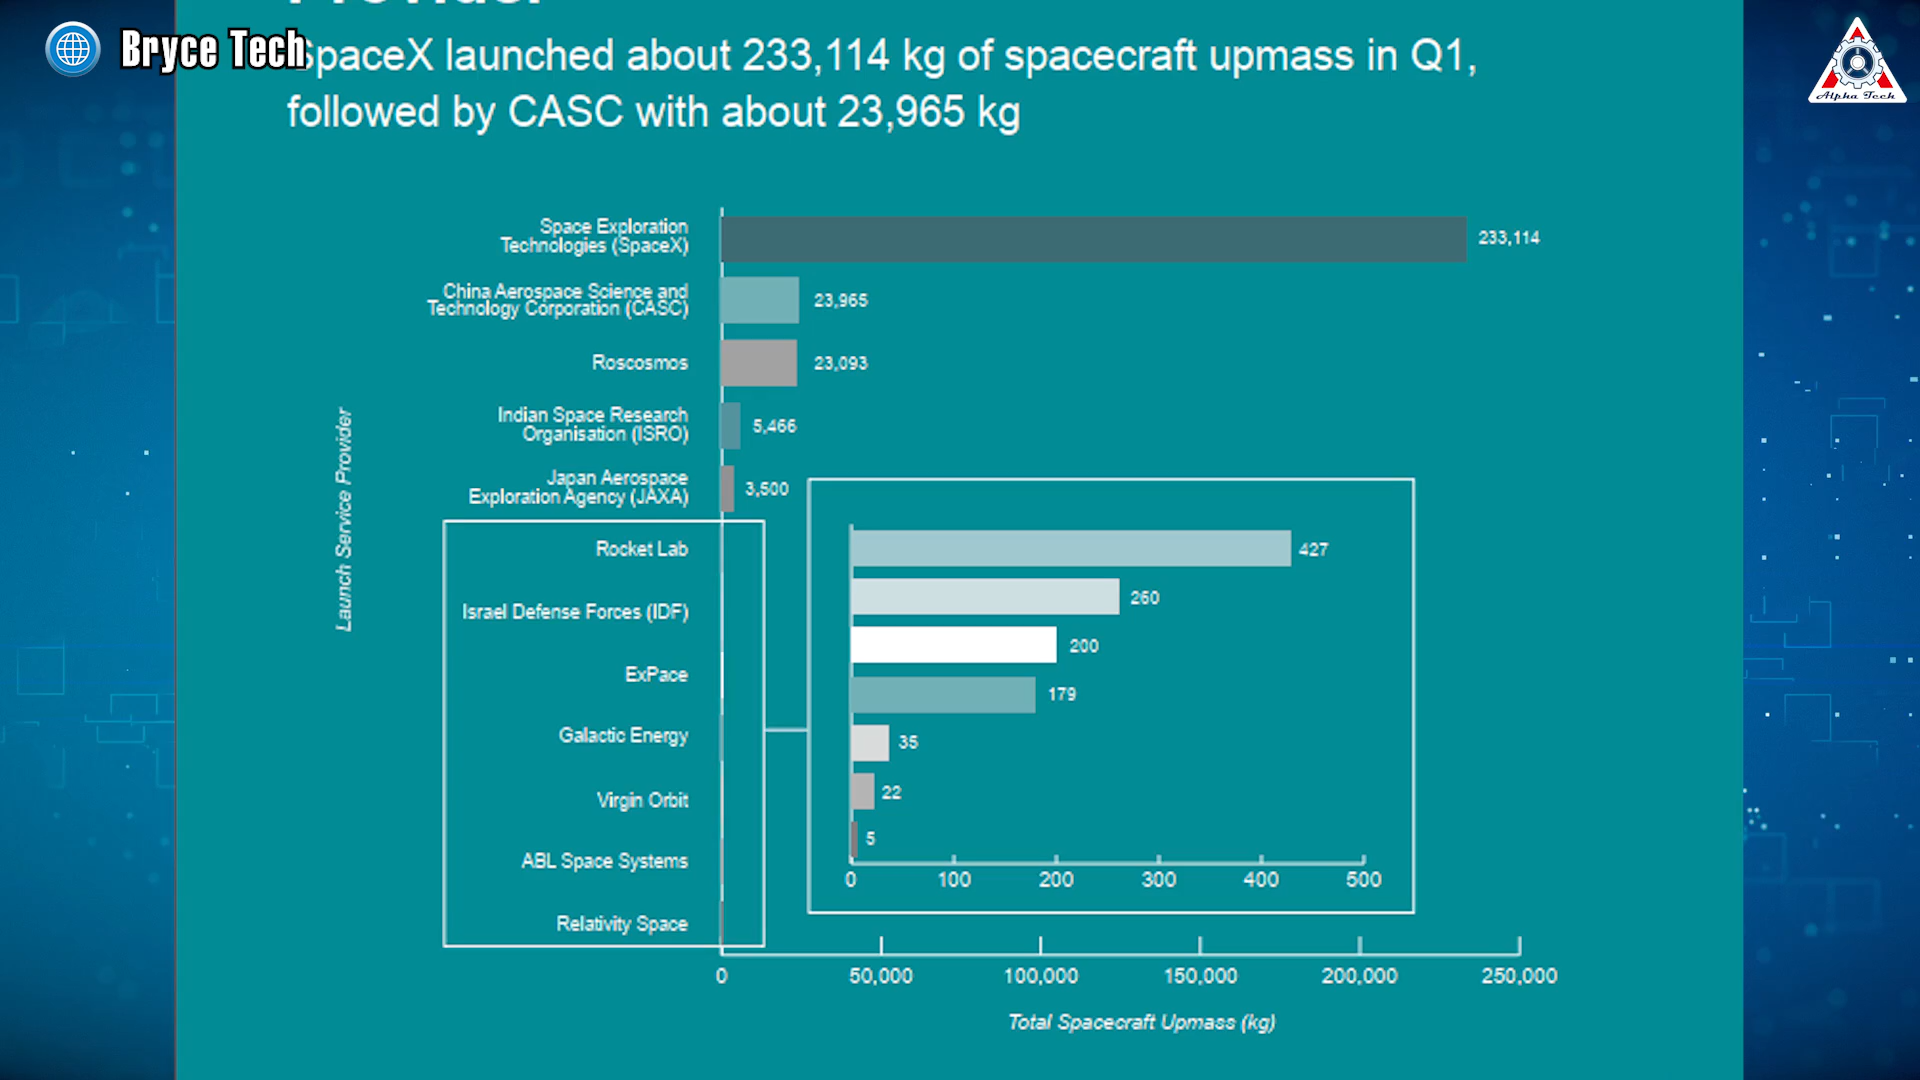 Provider
Bryce Tech
SpaceX launched about 233,114 kg of spacecraft upmass in Q1,
followed by CASC with about 23,965 kg
Alpha Tech
Space Exploration
Technologies (SpaceX)
233,114
China Aerospace Science and
Technology Corporation (CASC)
23,965
Roscosmos
23,093
Indian Space Research
Organisation (ISRO)
5,466
Japan Aerospace
Exploration Agency (JAXA)
3,500
Launch Service Provider
Rocket Lab
Israel Defense Forces (IDF)
ExPace
Galactic Energy
Virgin Orbit
ABL Space Systems
Relativity Space
427
260
200
179
35
22
5
0 100 200 300 400 500
0 50,000 100,000 150,000 200,000 250,000
Total Spacecraft Upmass (kg)